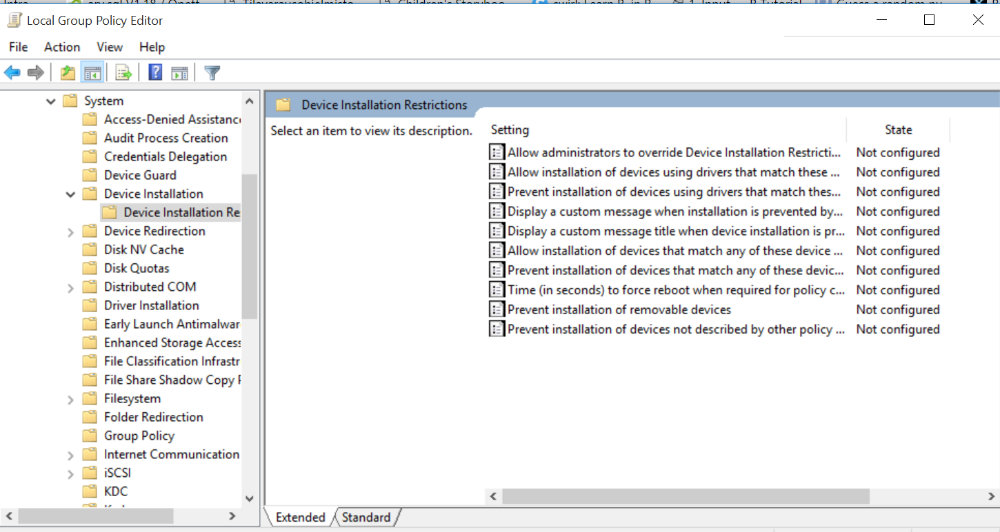 Local Group Policy Editor
File Action View Help
System
Access-Denied Assistance
Audit Process Creation
Credentials Delegation
Device Guard
Device Installation
Device Installation Re
Device Redirection
Disk NV Cache
Disk Quotas
Distributed COM
Driver Installation
Early Launch Antimalwar
Enhanced Storage Access
File Classification Infrastr
File Share Shadow Copy P
Filesystem
Folder Redirection
Group Policy
Internet Communication
iSCSI
KDC
Device Installation Restrictions
Select an item to view its description.
Setting State
Allow administrators to override Device Installation Restricti... Not configured
Allow installation of devices using drivers that match these ... Not configured
Prevent installation of devices using drivers that match thes... Not configured
Display a custom message when installation is prevented by... Not configured
Display a custom message title when device installation is pr... Not configured
Allow installation of devices that match any of these device ... Not configured
Prevent installation of devices that match any of these devic... Not configured
Time (in seconds) to force reboot when required for policy c... Not configured
Prevent installation of removable devices Not configured
Prevent installation of devices not described by other policy ... Not configured
Extended Standard